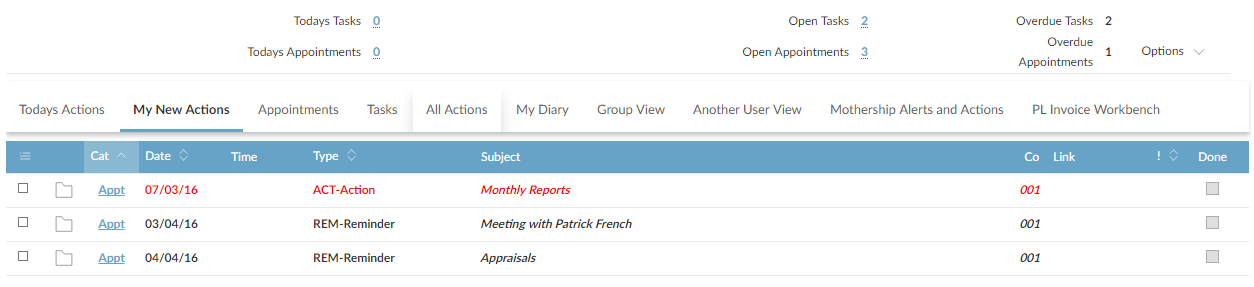 Todays Tasks 0 Open Tasks 2 Overdue Tasks 2
Todays Appointments 0 Open Appointments 3 Overdue Appointments 1 Options
Todays Actions My New Actions Appointments Tasks All Actions My Diary Group View Another User View Mothership Alerts and Actions PL Invoice Workbench
Cat Date Time Type Subject Co Link ! Done
Appt 07/03/16 ACT-Action Monthly Reports 001
Appt 03/04/16 REM-Reminder Meeting with Patrick French 001
Appt 04/04/16 REM-Reminder Appraisals 001